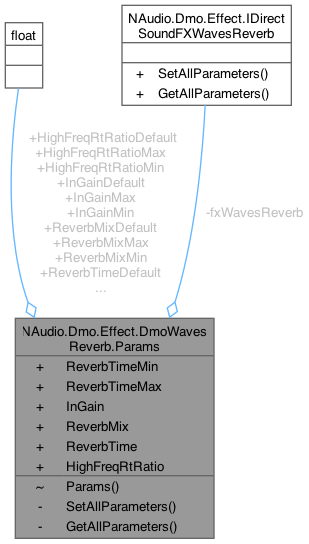 float
NAudio.Dmo.Effect.IDirect
SoundFXWavesReverb
+ SetAllParameters()
+ GetAllParameters()
+HighFreqRtRatioDefault
+HighFreqRtRatioMax
+HighFreqRtRatioMin
+InGainDefault
+InGainMax
+InGainMin
+ReverbMixDefault
+ReverbMixMax
+ReverbMixMin
+ReverbTimeDefault
...
-fxWavesReverb
NAudio.Dmo.Effect.DmoWaves
Reverb.Params
+ ReverbTimeMin
+ ReverbTimeMax
+ InGain
+ ReverbMix
+ ReverbTime
+ HighFreqRtRatio
~ Params()
- SetAllParameters()
- GetAllParameters()